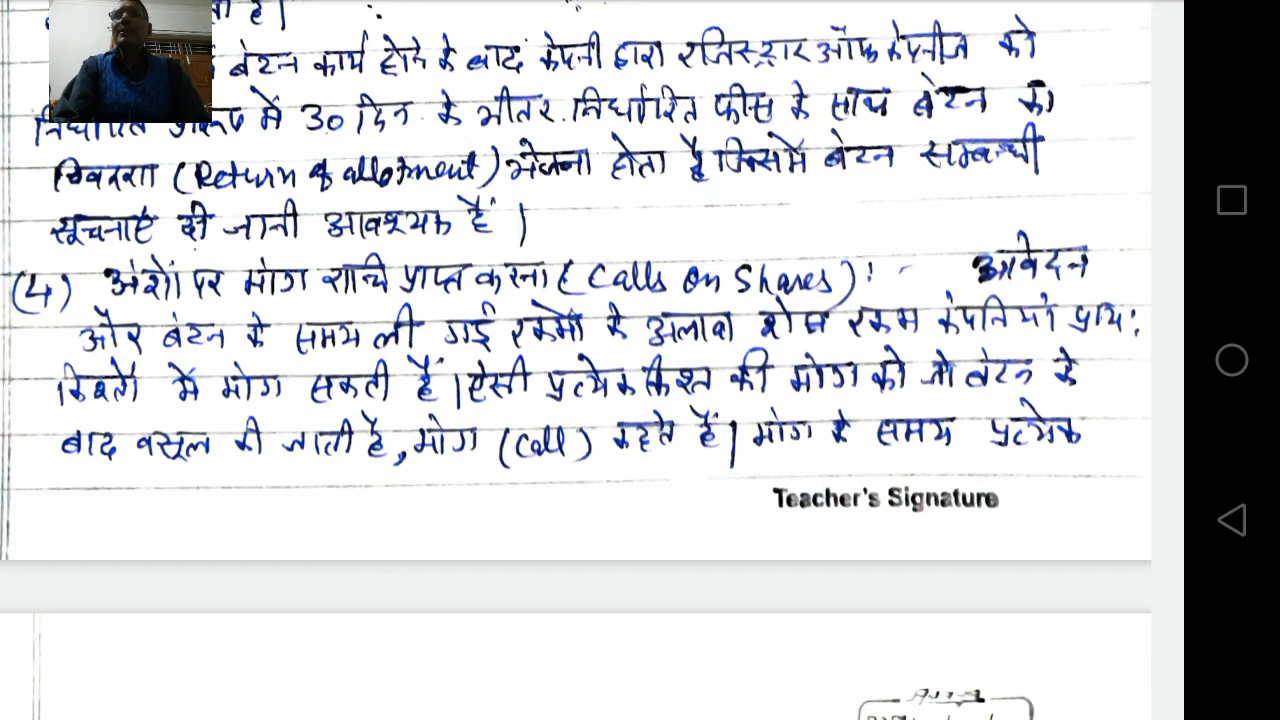 है।
बंटन कार्य होने के बाद कंपनी द्वारा रजिस्ट्रार ऑफ कंपनीज को
निर्धारित प्रारूप में 30 दिन के भीतर निर्धारित फीस के साथ बंटन का
विवरण (Return of allotment) भेजना होता है जिसमें बंटन सम्बन्धी
सूचनाएं दी जानी आवश्यक हैं।
(4) अंशों पर मांग राशि प्राप्त करना (Calls on Shares):- आवेदन
और बंटन के समय ली गई रकमों के अलावा शेष रकम कंपनियां प्राय:
किश्तों में मांग सकती हैं। ऐसी प्रत्येक किश्त की मांग को जो बंटन के
बाद वसूल की जाती है, मांग (Call) कहते हैं। मांग के समय प्रत्येक
Teacher's Signature